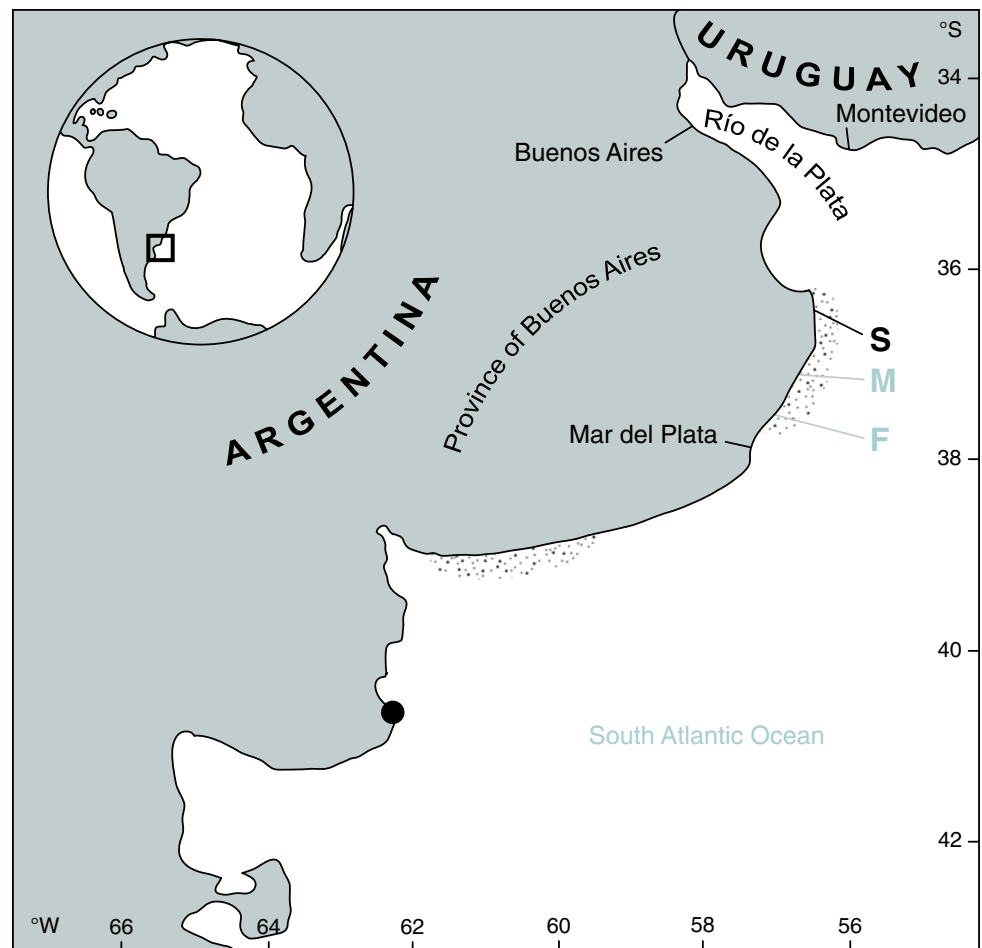 °S
URUGUAY
34
Montevideo
Río de la Plata
Buenos Aires
36
Province of Buenos Aires
ARGENTINA
S
M
F
Mar del Plata
38
40
South Atlantic Ocean
42
°W 66 64 62 60 58 56